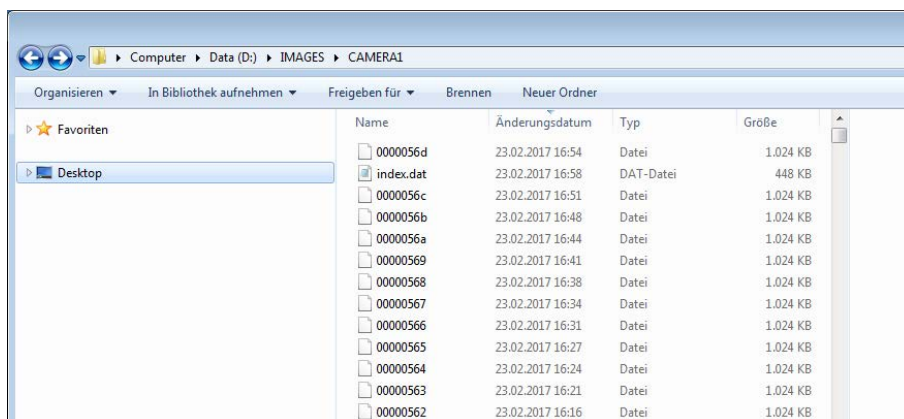 Computer ▸ Data (D:) ▸ IMAGES ▸ CAMERA1
Organisieren In Bibliothek aufnehmen Freigeben für Brennen Neuer Ordner
Favoriten
Desktop
Name Änderungsdatum Typ Größe
0000056d 23.02.2017 16:54 Datei 1.024 KB
index.dat 23.02.2017 16:58 DAT-Datei 448 KB
0000056c 23.02.2017 16:51 Datei 1.024 KB
0000056b 23.02.2017 16:48 Datei 1.024 KB
0000056a 23.02.2017 16:44 Datei 1.024 KB
00000569 23.02.2017 16:41 Datei 1.024 KB
00000568 23.02.2017 16:38 Datei 1.024 KB
00000567 23.02.2017 16:34 Datei 1.024 KB
00000566 23.02.2017 16:31 Datei 1.024 KB
00000565 23.02.2017 16:27 Datei 1.024 KB
00000564 23.02.2017 16:24 Datei 1.024 KB
00000563 23.02.2017 16:21 Datei 1.024 KB
00000562 23.02.2017 16:16 Datei 1.024 KB